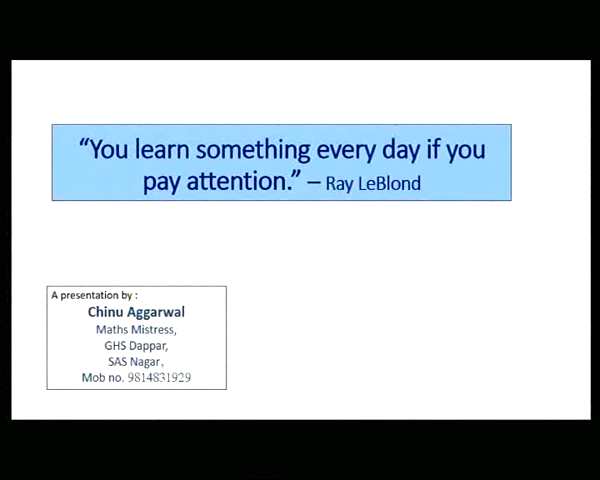 “You learn something every day if you
pay attention.” – Ray LeBlond
A presentation by :
Chinu Aggarwal
Maths Mistress,
GHS Dappar,
SAS Nagar,
Mob no. 9814831929